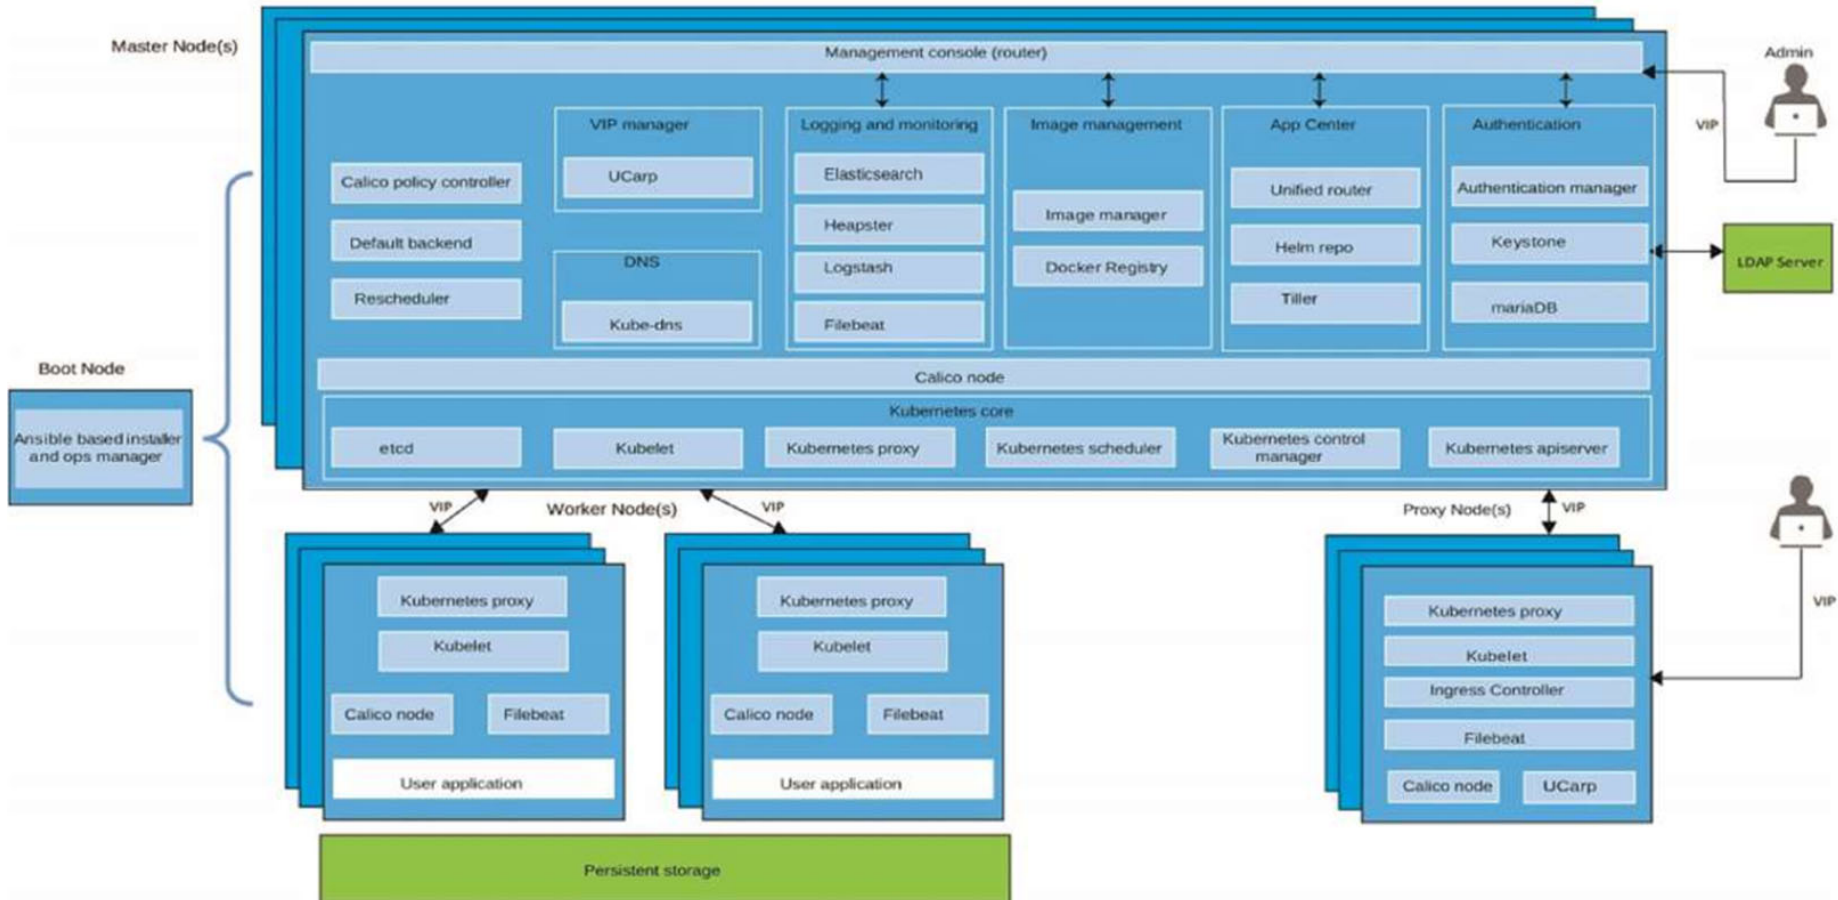 Master Node(s)
Management console (router)
Admin
VIP
VIP manager
UCarp
Logging and monitoring
Elasticsearch
Heapster
Logstash
Filebeat
Image management
Image manager
Docker Registry
App Center
Unified router
Helm repo
Tiller
Authentication
Authentication manager
Keystone
mariaDB
LDAP Server
Calico policy controller
Default backend
Rescheduler
DNS
Kube-dns
Calico node
Kubernetes core
etcd
Kubelet
Kubernetes proxy
Kubernetes scheduler
Kubernetes control
manager
Kubernetes apiserver
Boot Node
Ansible based installer
and ops manager
VIP
Worker Node(s)
VIP
Proxy Node(s)
VIP
Kubernetes proxy
Kubelet
Calico node
Filebeat
User application
Kubernetes proxy
Kubelet
Calico node
Filebeat
User application
Kubernetes proxy
Kubelet
Ingress Controller
Filebeat
Calico node
UCarp
VIP
Persistent storage